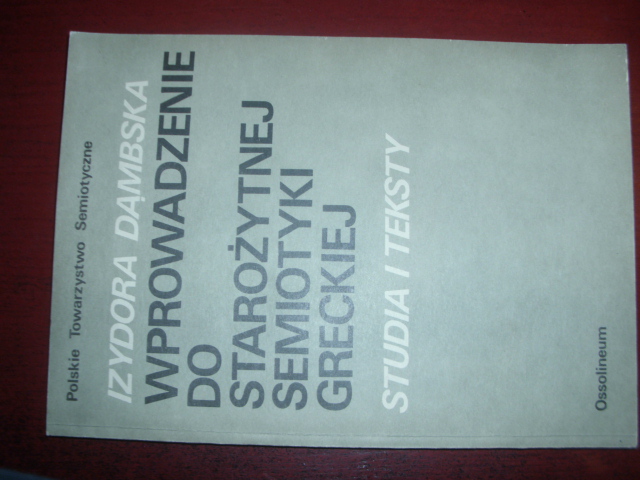 Polskie Towarzystwo Semiotyczne
IZYDORA DĄMBSKA
WPROWADZENIE
DO
STAROŻYTNEJ
SEMIOTYKI
GRECKIEJ
STUDIA I TEKSTY
Ossolineum